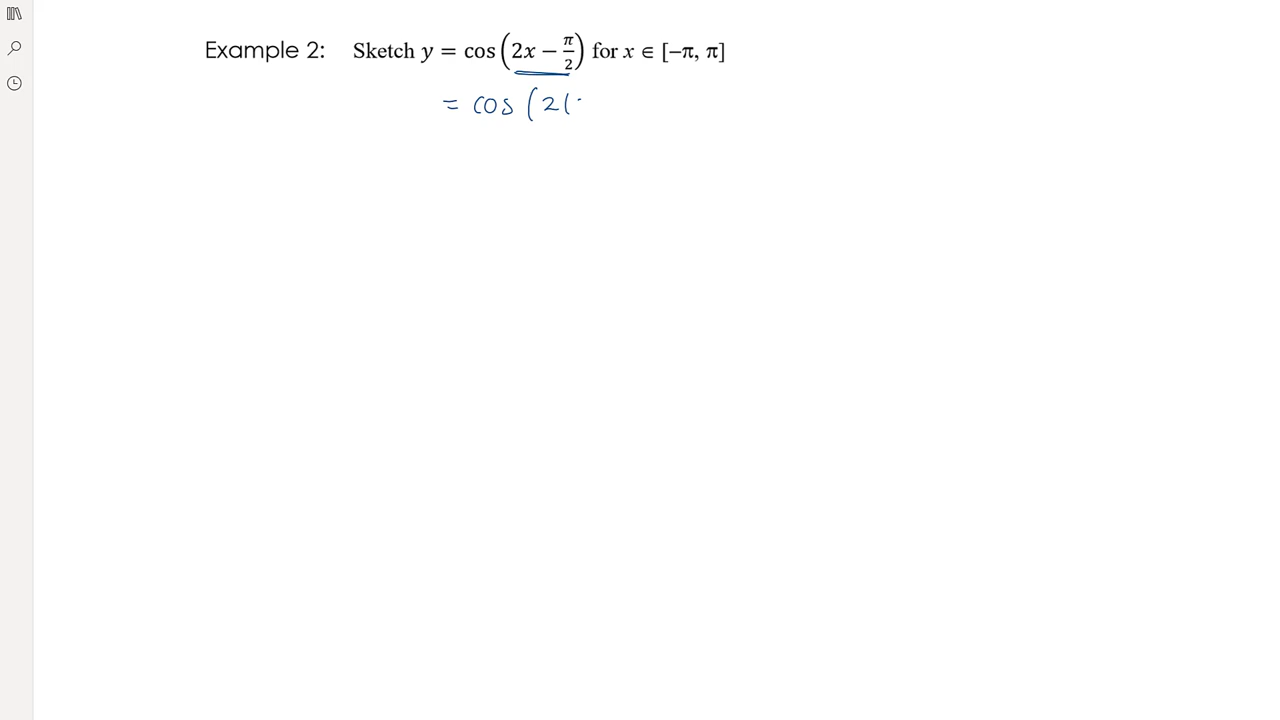 Example 2: Sketch y = cos(2x − π/2) for x ∈ [−π, π]
= cos (2(